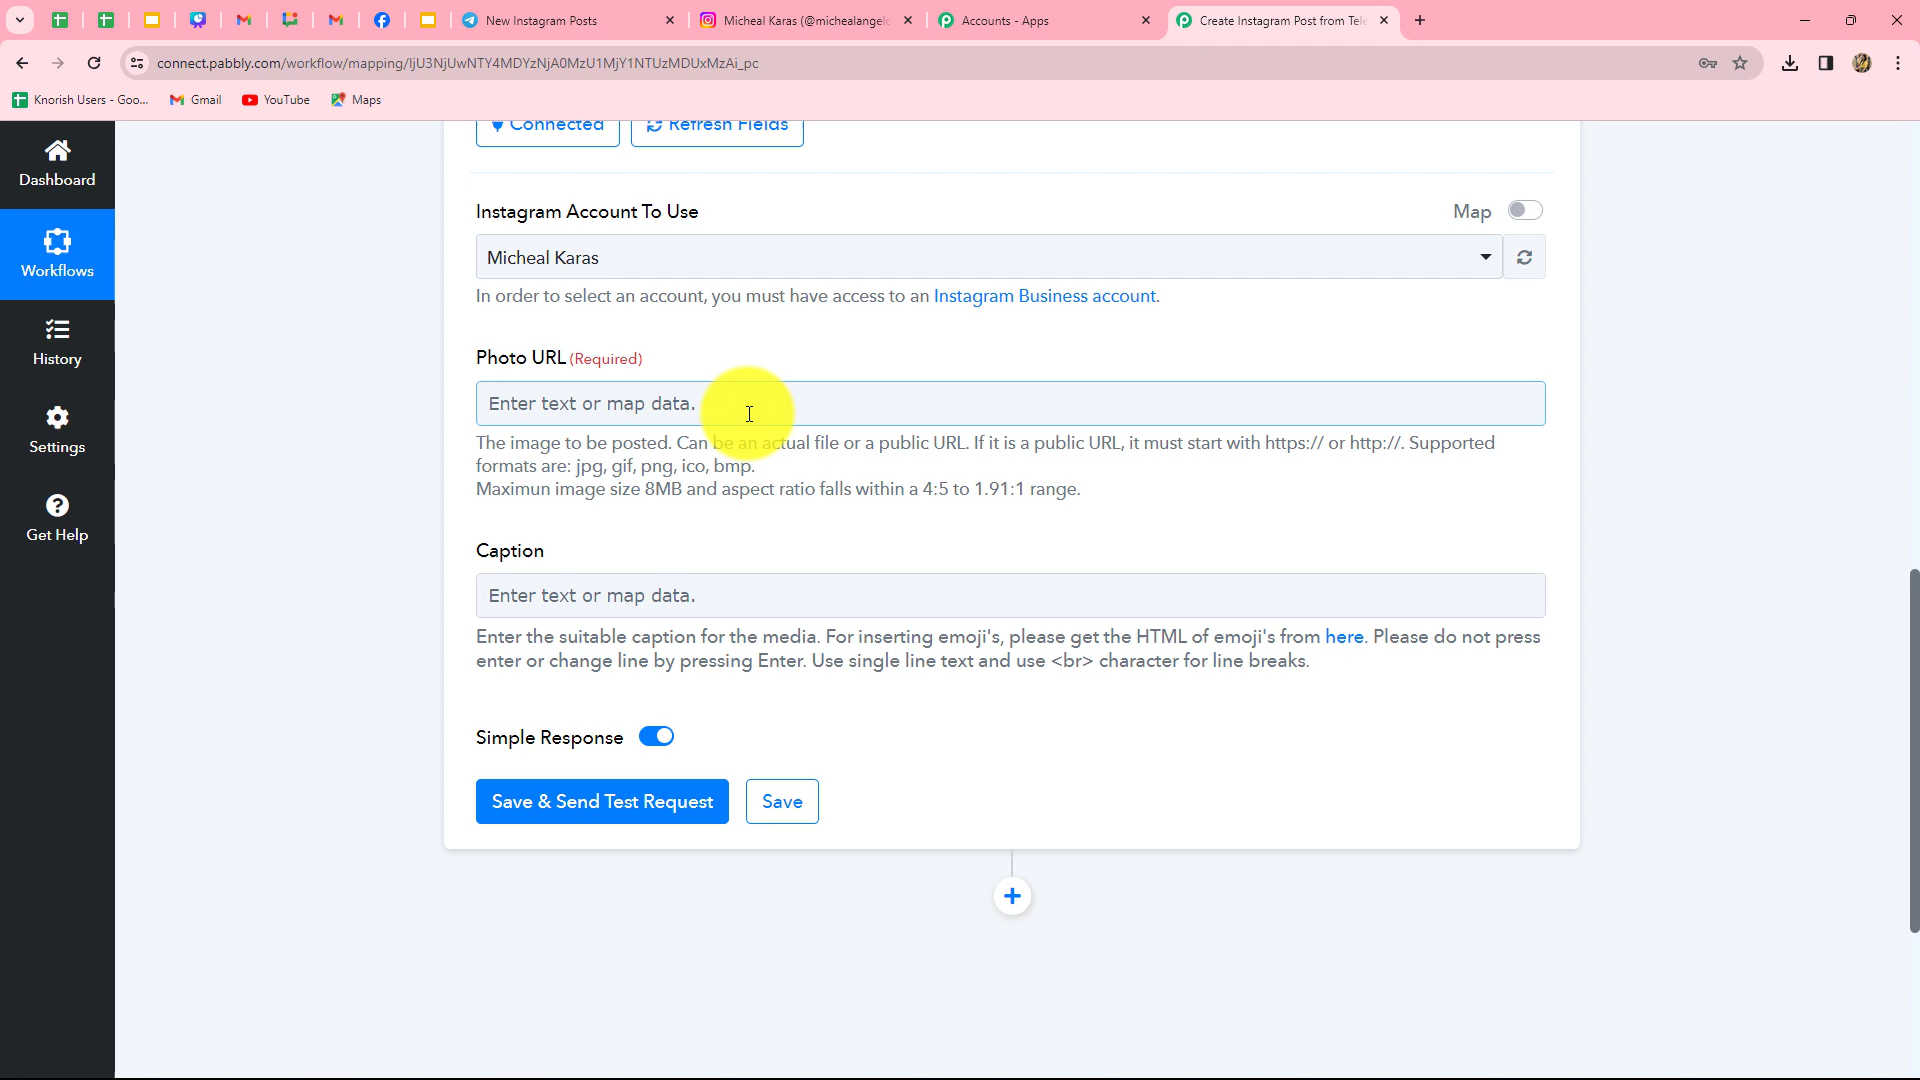 New Instagram Posts
Micheal Karas (@michealangelo
Accounts - Apps
Create Instagram Post from Tele
connect.pabbly.com/workflow/mapping/IjU3NjUwNTY4MDYzNjA0MzU1MjY1NTUzMDUxMzAi_pc
Knorish Users - Goo...
Gmail
YouTube
Maps
Dashboard
Workflows
History
Settings
Get Help
Connected
Refresh Fields
Instagram Account To Use
Map
Micheal Karas
In order to select an account, you must have access to an Instagram Business account.
Photo URL (Required)
Enter text or map data.
The image to be posted. Can be an actual file or a public URL. If it is a public URL, it must start with https:// or http://. Supported
formats are: jpg, gif, png, ico, bmp.
Maximun image size 8MB and aspect ratio falls within a 4:5 to 1.91:1 range.
Caption
Enter text or map data.
Enter the suitable caption for the media. For inserting emoji's, please get the HTML of emoji's from here. Please do not press
enter or change line by pressing Enter. Use single line text and use <br> character for line breaks.
Simple Response
Save & Send Test Request
Save